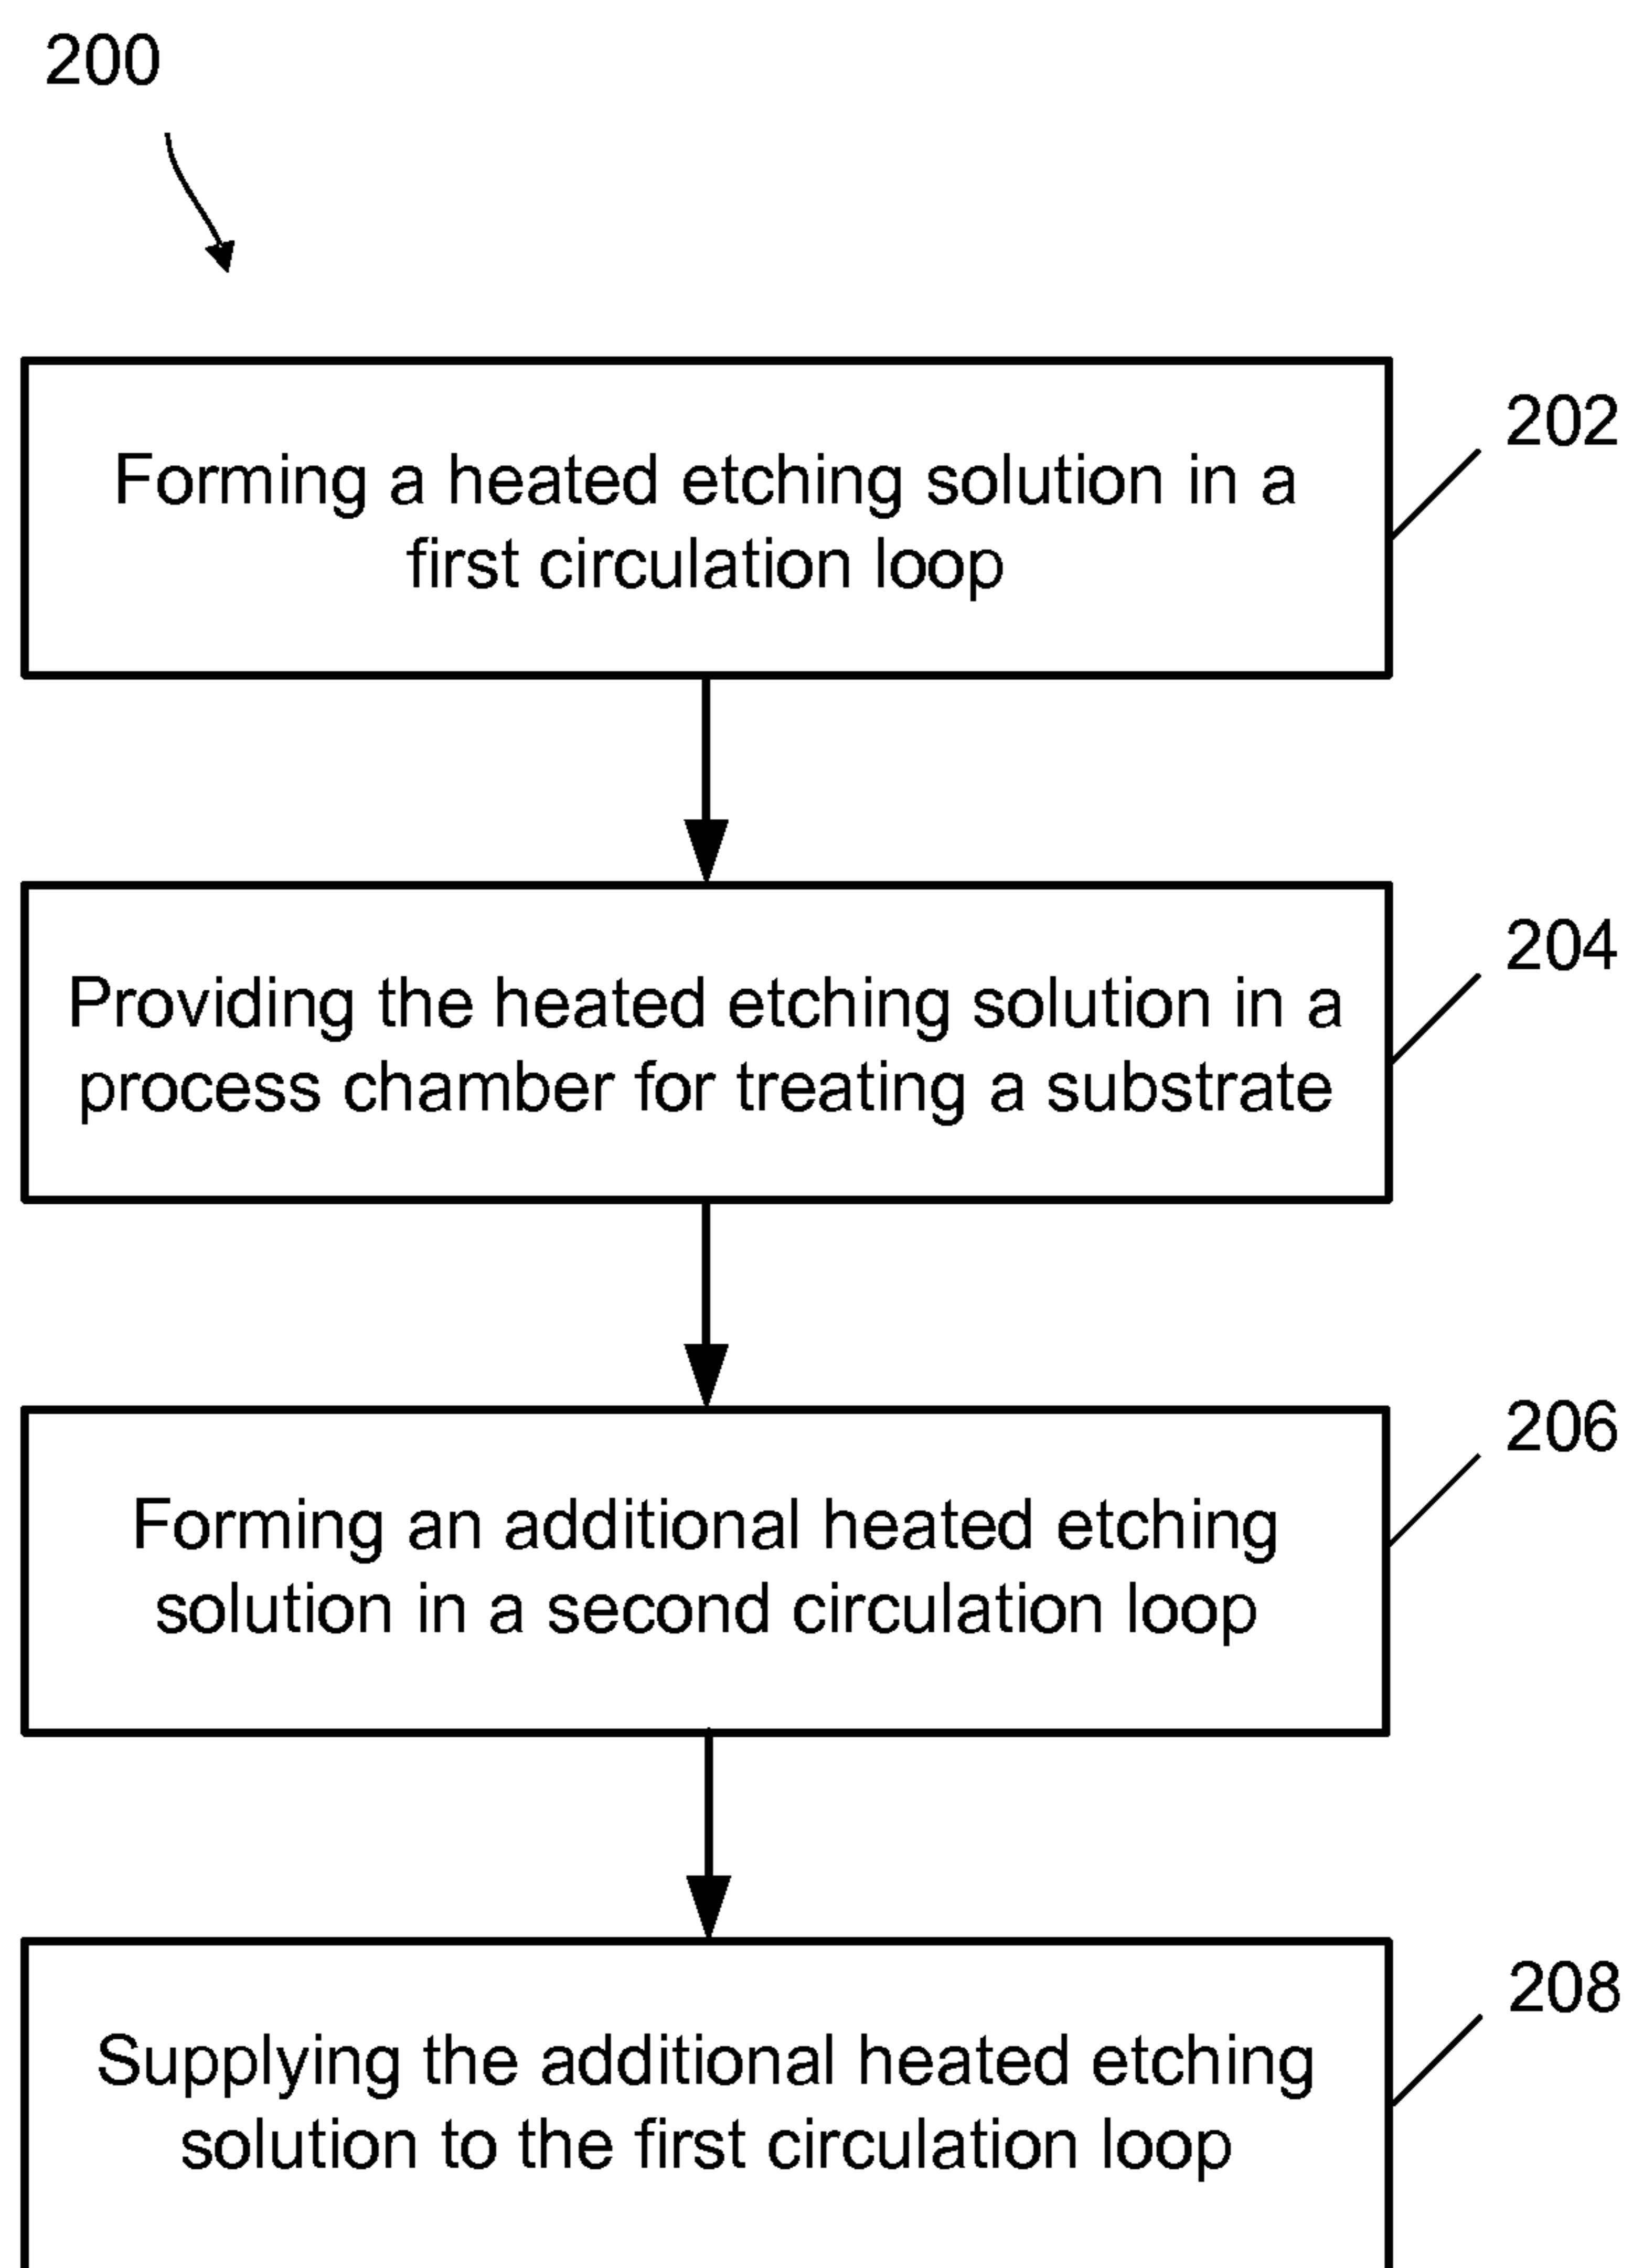 200
Forming a heated etching solution in a
first circulation loop
202
Providing the heated etching solution in a
process chamber for treating a substrate
204
Forming an additional heated etching
solution in a second circulation loop
206
Supplying the additional heated etching
solution to the first circulation loop
208